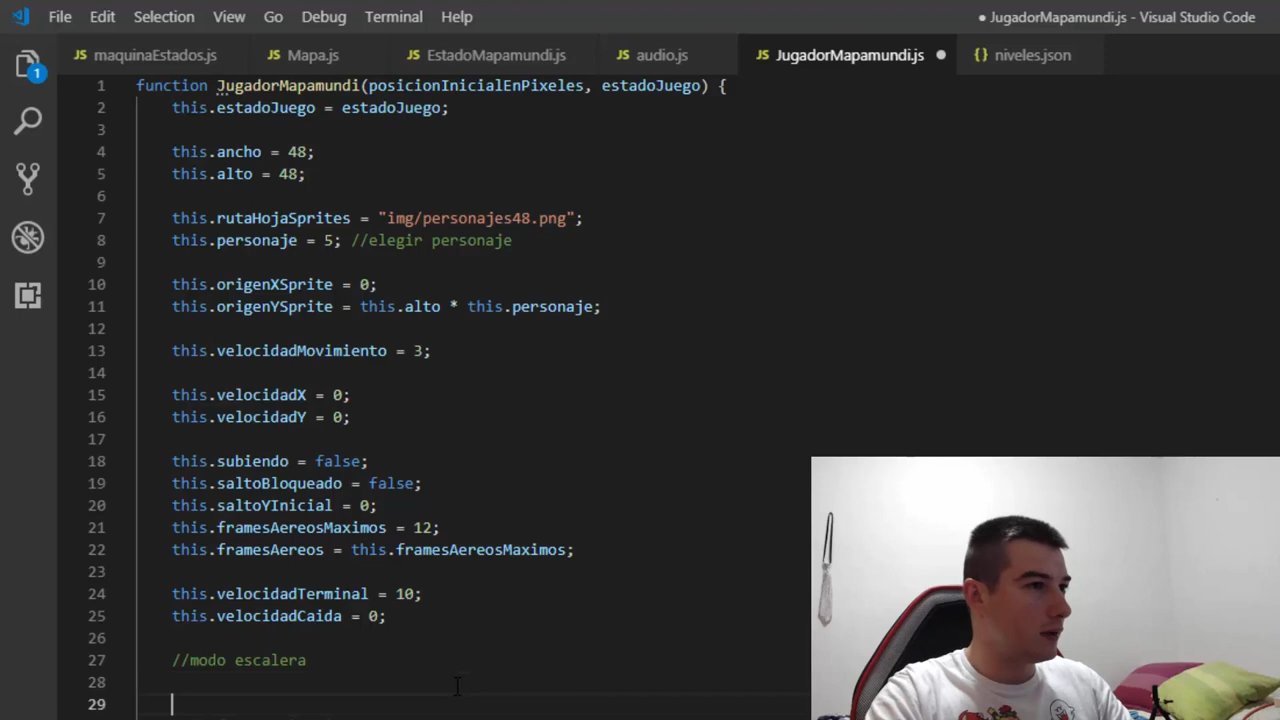 File Edit Selection View Go Debug Terminal Help ● JugadorMapamundi.js - Visual Studio Code
JS maquinaEstados.js JS Mapa.js JS EstadoMapamundi.js JS audio.js JS JugadorMapamundi.js ● {} niveles.json
1
1 function JugadorMapamundi(posicionInicialEnPixeles, estadoJuego) {
2 this.estadoJuego = estadoJuego;
3
4 this.ancho = 48;
5 this.alto = 48;
6
7 this.rutaHojaSprites = "img/personajes48.png";
8 this.personaje = 5; //elegir personaje
9
10 this.origenXSprite = 0;
11 this.origenYSprite = this.alto * this.personaje;
12
13 this.velocidadMovimiento = 3;
14
15 this.velocidadX = 0;
16 this.velocidadY = 0;
17
18 this.subiendo = false;
19 this.saltoBloqueado = false;
20 this.saltoYInicial = 0;
21 this.framesAereosMaximos = 12;
22 this.framesAereos = this.framesAereosMaximos;
23
24 this.velocidadTerminal = 10;
25 this.velocidadCaida = 0;
26
27 //modo escalera
28
29